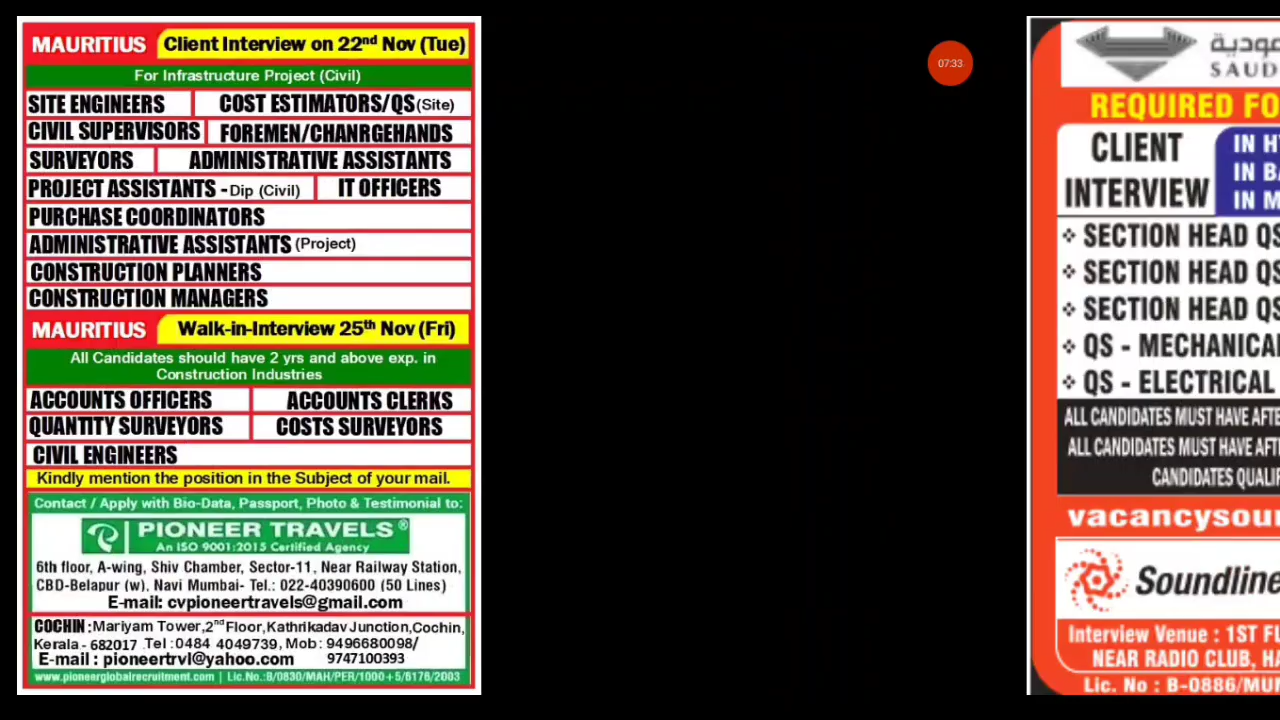 MAURITIUS Client Interview on 22nd Nov (Tue)
For Infrastructure Project (Civil)
SITE ENGINEERS COST ESTIMATORS/QS (Site)
CIVIL SUPERVISORS FOREMEN/CHANRGEHANDS
SURVEYORS ADMINISTRATIVE ASSISTANTS
PROJECT ASSISTANTS - Dip (Civil) IT OFFICERS
PURCHASE COORDINATORS
ADMINISTRATIVE ASSISTANTS (Project)
CONSTRUCTION PLANNERS
CONSTRUCTION MANAGERS
MAURITIUS Walk-in-Interview 25th Nov (Fri)
All Candidates should have 2 yrs and above exp. in
Construction Industries
ACCOUNTS OFFICERS ACCOUNTS CLERKS
QUANTITY SURVEYORS COSTS SURVEYORS
CIVIL ENGINEERS
Kindly mention the position in the Subject of your mail.
Contact / Apply with Bio-Data, Passport, Photo & Testimonial to:
PIONEER TRAVELS®
An ISO 9001:2015 Certified Agency
6th floor, A-wing, Shiv Chamber, Sector-11, Near Railway Station,
CBD-Belapur (w), Navi Mumbai- Tel.: 022-40390600 (50 Lines)
E-mail: cvpioneertravels@gmail.com
COCHIN : Mariyam Tower, 2nd Floor, Kathrikadav Junction, Cochin,
Kerala - 682017 .Tel : 0484 4049739, Mob: 9496680098/
E-mail : pioneertrvl@yahoo.com 9747100393
www.pioneerglobalrecruitment.com | Lic.No.:B/0830/MAH/PER/1000+5/6176/2003
07:33
SAUD
REQUIRED FO
CLIENT
INTERVIEW
IN H
IN B
IN M
SECTION HEAD QS
SECTION HEAD QS
SECTION HEAD QS
QS - MECHANICAL
QS - ELECTRICAL
ALL CANDIDATES MUST HAVE AFTE
ALL CANDIDATES MUST HAVE AFT
CANDIDATES QUALIF
vacancysou
Soundline
Interview Venue : 1ST FL
NEAR RADIO CLUB, HA
Lic. No : B-0886/MU